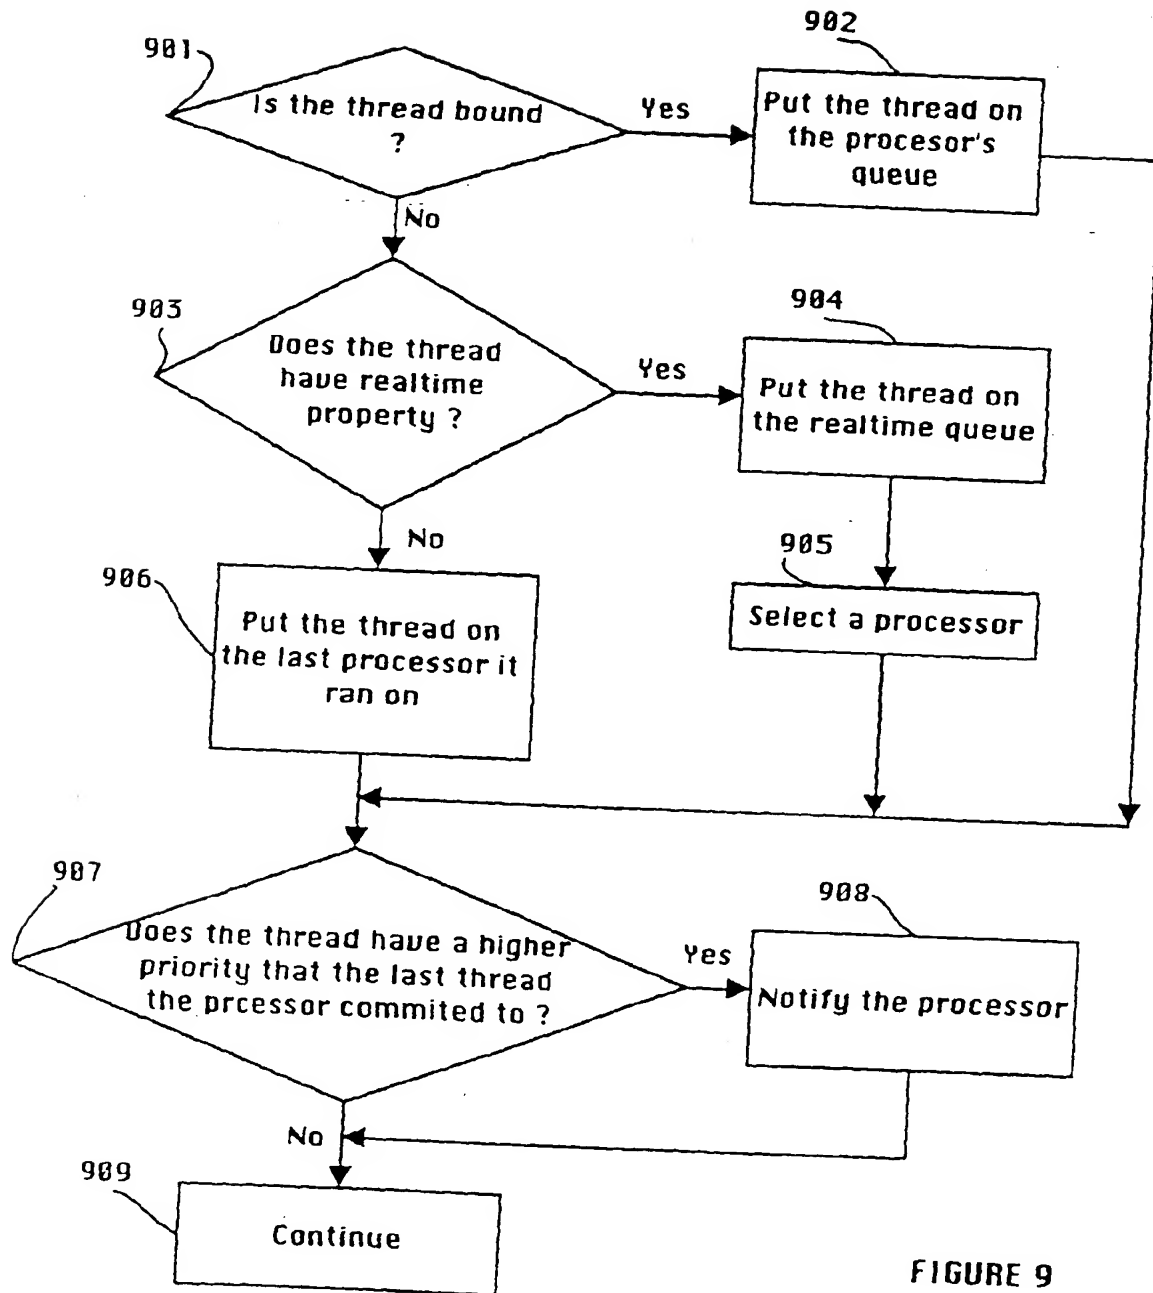 901
Is the thread bound
?
Yes
902
Put the thread on
the procesor's
queue
No
903
Does the thread
have realtime
property ?
Yes
904
Put the thread on
the realtime queue
No
905
Select a processor
906
Put the thread on
the last processor it
ran on
907
Does the thread have a higher
priority that the last thread
the prcessor commited to ?
Yes
908
Notify the processor
No
909
Continue
FIGURE 9